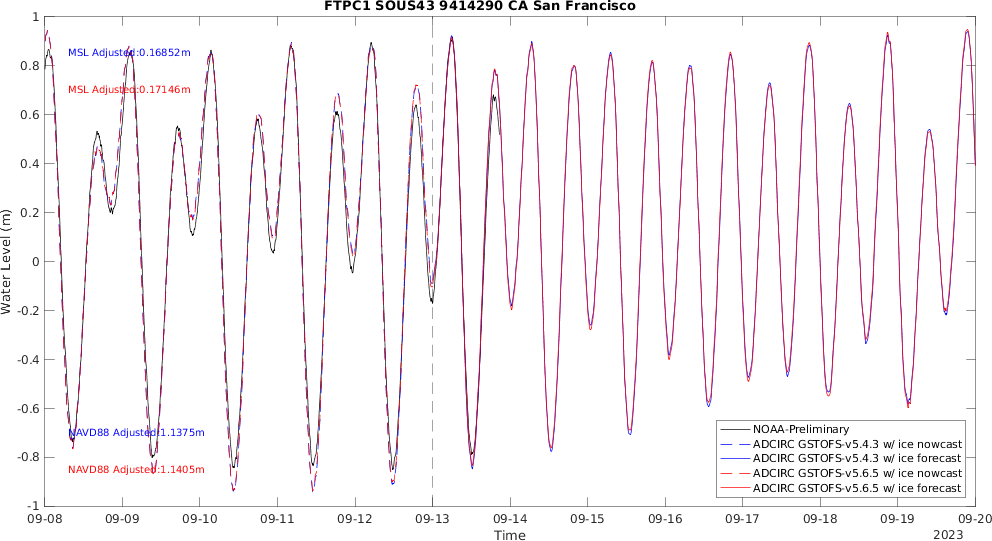 FTPC1 SOUS43 9414290 CA San Francisco
1
0.8
0.6
0.4
0.2
0
-0.2
-0.4
-0.6
-0.8
-1
Water Level (m)
MSL Adjusted:0.16852m
MSL Adjusted:0.17146m
NAVD88 Adjusted:1.1375m
NAVD88 Adjusted:1.1405m
NOAA-Preliminary
ADCIRC GSTOFS-v5.4.3 w/ ice nowcast
ADCIRC GSTOFS-v5.4.3 w/ ice forecast
ADCIRC GSTOFS-v5.6.5 w/ ice nowcast
ADCIRC GSTOFS-v5.6.5 w/ ice forecast
09-08 09-09 09-10 09-11 09-12 09-13 09-14 09-15 09-16 09-17 09-18 09-19 09-20
Time
2023